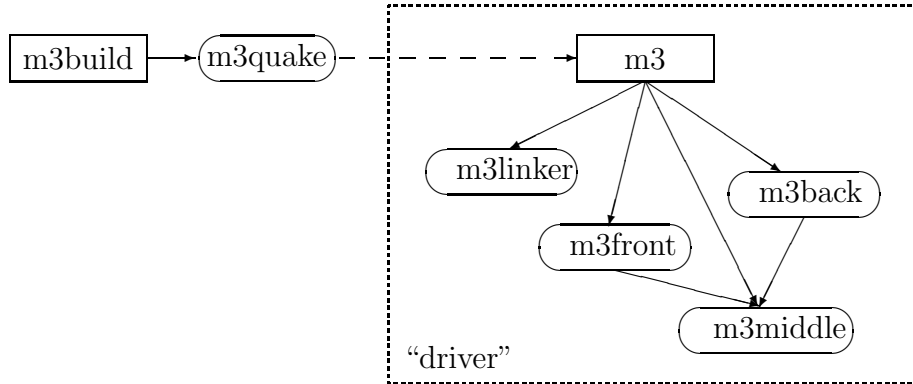 m3build
m3quake
m3
m3linker
m3back
m3front
m3middle
“driver”